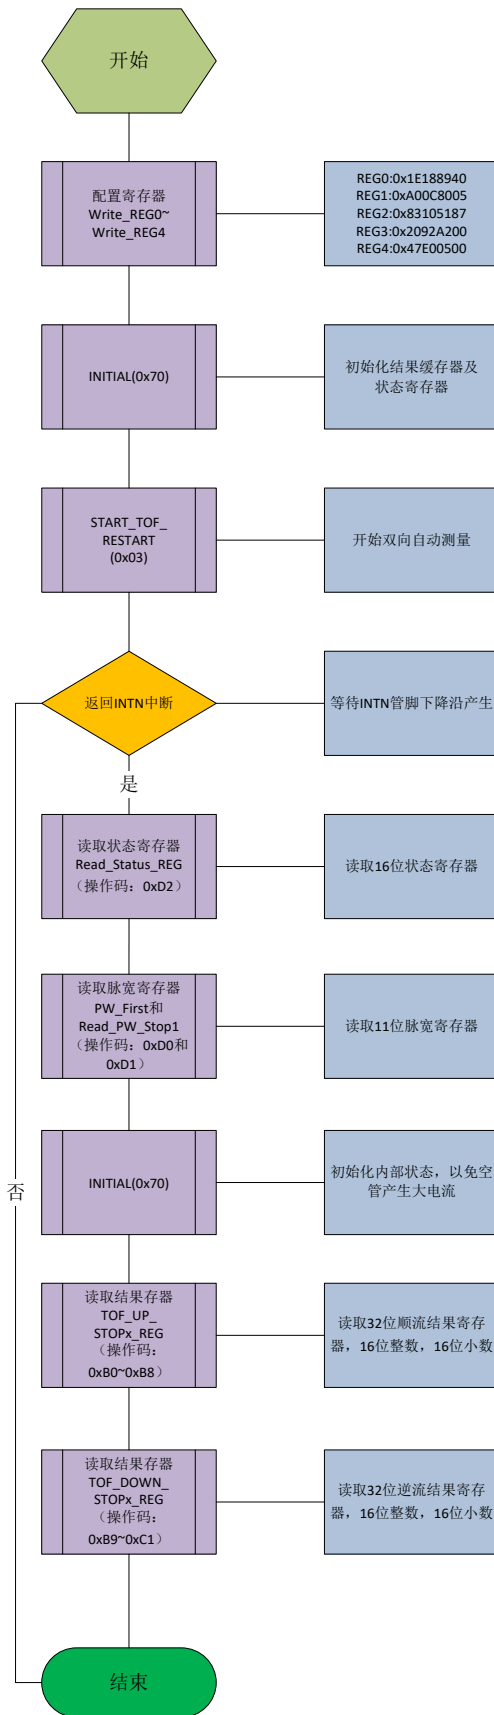 开始
配置寄存器
Write_REG0~
Write_REG4
REG0:0x1E188940
REG1:0xA00C8005
REG2:0x83105187
REG3:0x2092A200
REG4:0x47E00500
INITIAL(0x70)
初始化结果缓存器及
状态寄存器
START_TOF_
RESTART
(0x03)
开始双向自动测量
返回INTN中断
等待INTN管脚下降沿产生
是
读取状态寄存器
Read_Status_REG
（操作码：0xD2）
读取16位状态寄存器
读取脉宽寄存器
PW_First和
Read_PW_Stop1
（操作码：0xD0和
0xD1）
读取11位脉宽寄存器
INITIAL(0x70)
初始化内部状态，以免空
管产生大电流
否
读取结果存器
TOF_UP_
STOPx_REG
（操作码：
0xB0~0xB8）
读取32位顺流结果寄存
器，16位整数，16位小数
读取结果存器
TOF_DOWN_
STOPx_REG
（操作码：
0xB9~0xC1）
读取32位逆流结果寄存
器，16位整数，16位小数
结束